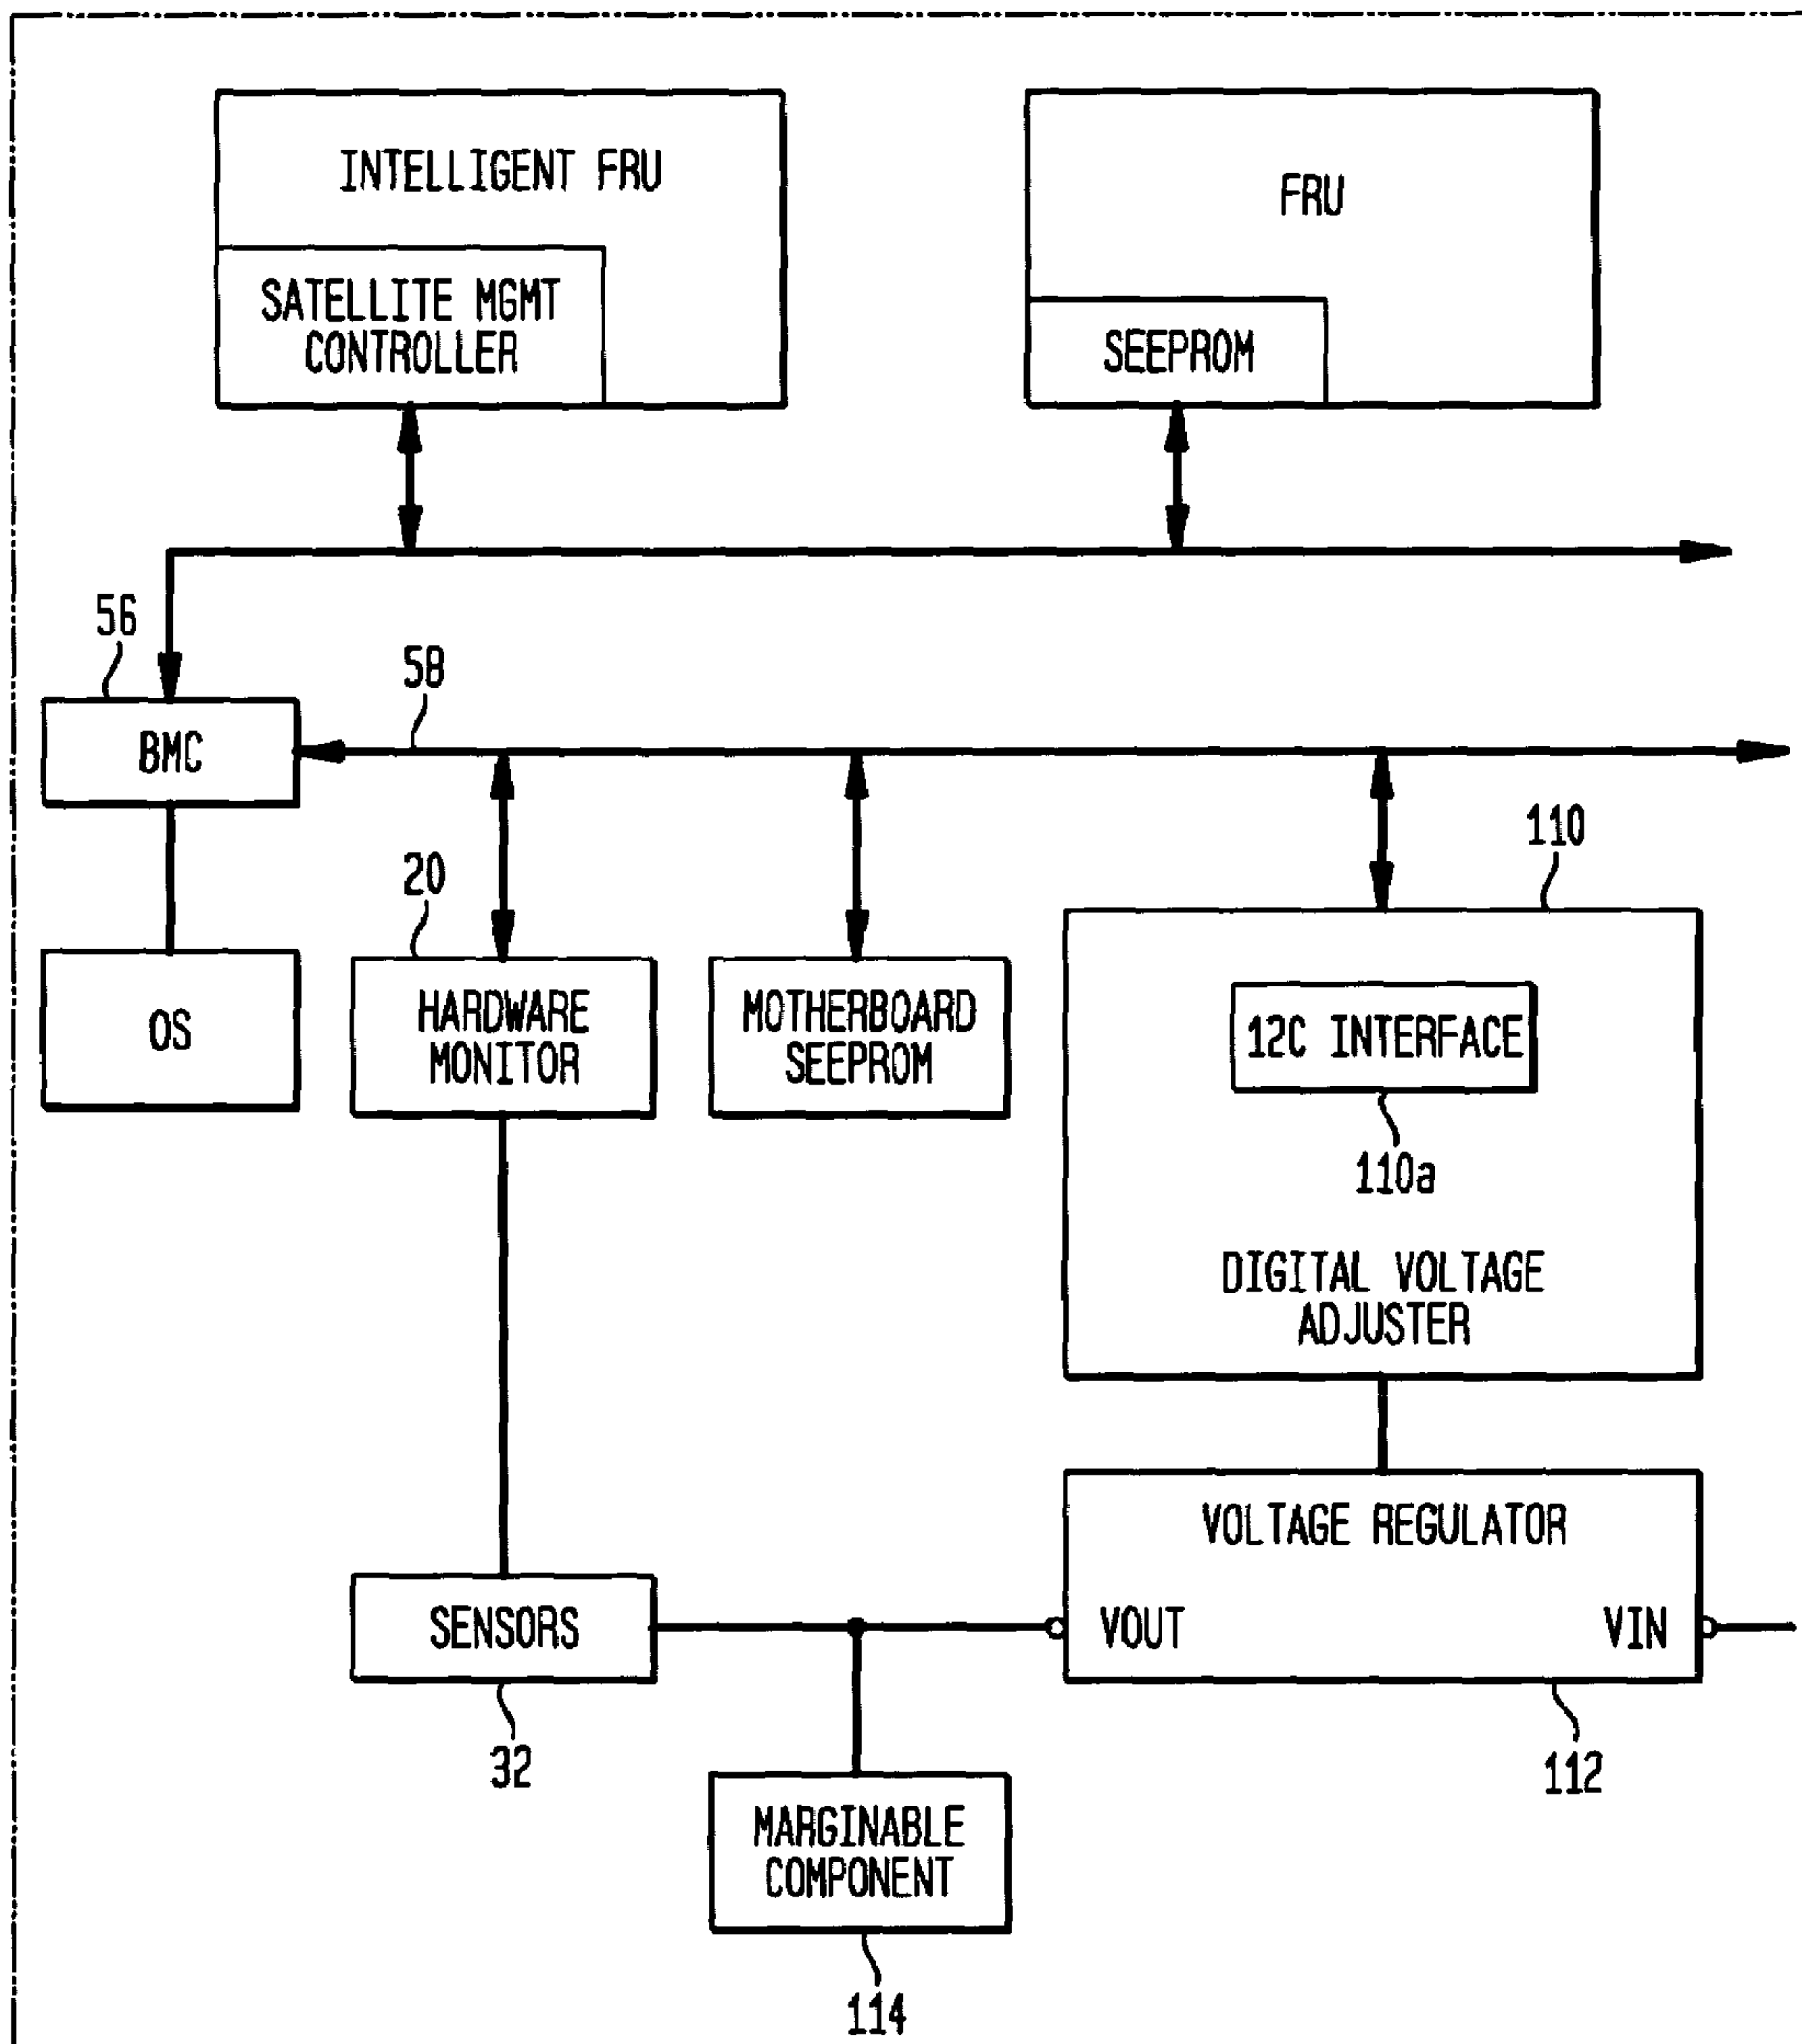 INTELLIGENT FRU
SATELLITE MGMT
CONTROLLER
FRU
SEEPROM
56
58
BMC
110
20
OS
HARDWARE
MONITOR
MOTHERBOARD
SEEPROM
12C INTERFACE
110a
DIGITAL VOLTAGE
ADJUSTER
VOLTAGE REGULATOR
SENSORS
VOUT
VIN
32
112
MARGINABLE
COMPONENT
114